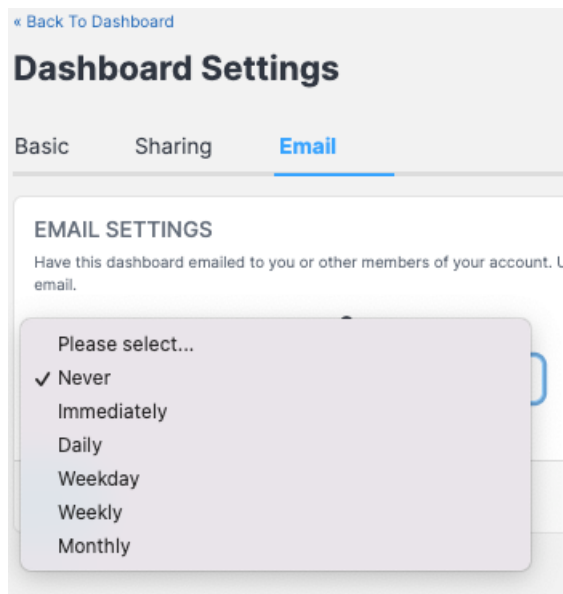 « Back To Dashboard
Dashboard Settings
Basic Sharing Email
EMAIL SETTINGS
Have this dashboard emailed to you or other members of your account.
email.
Please select...
✓ Never
Immediately
Daily
Weekday
Weekly
Monthly